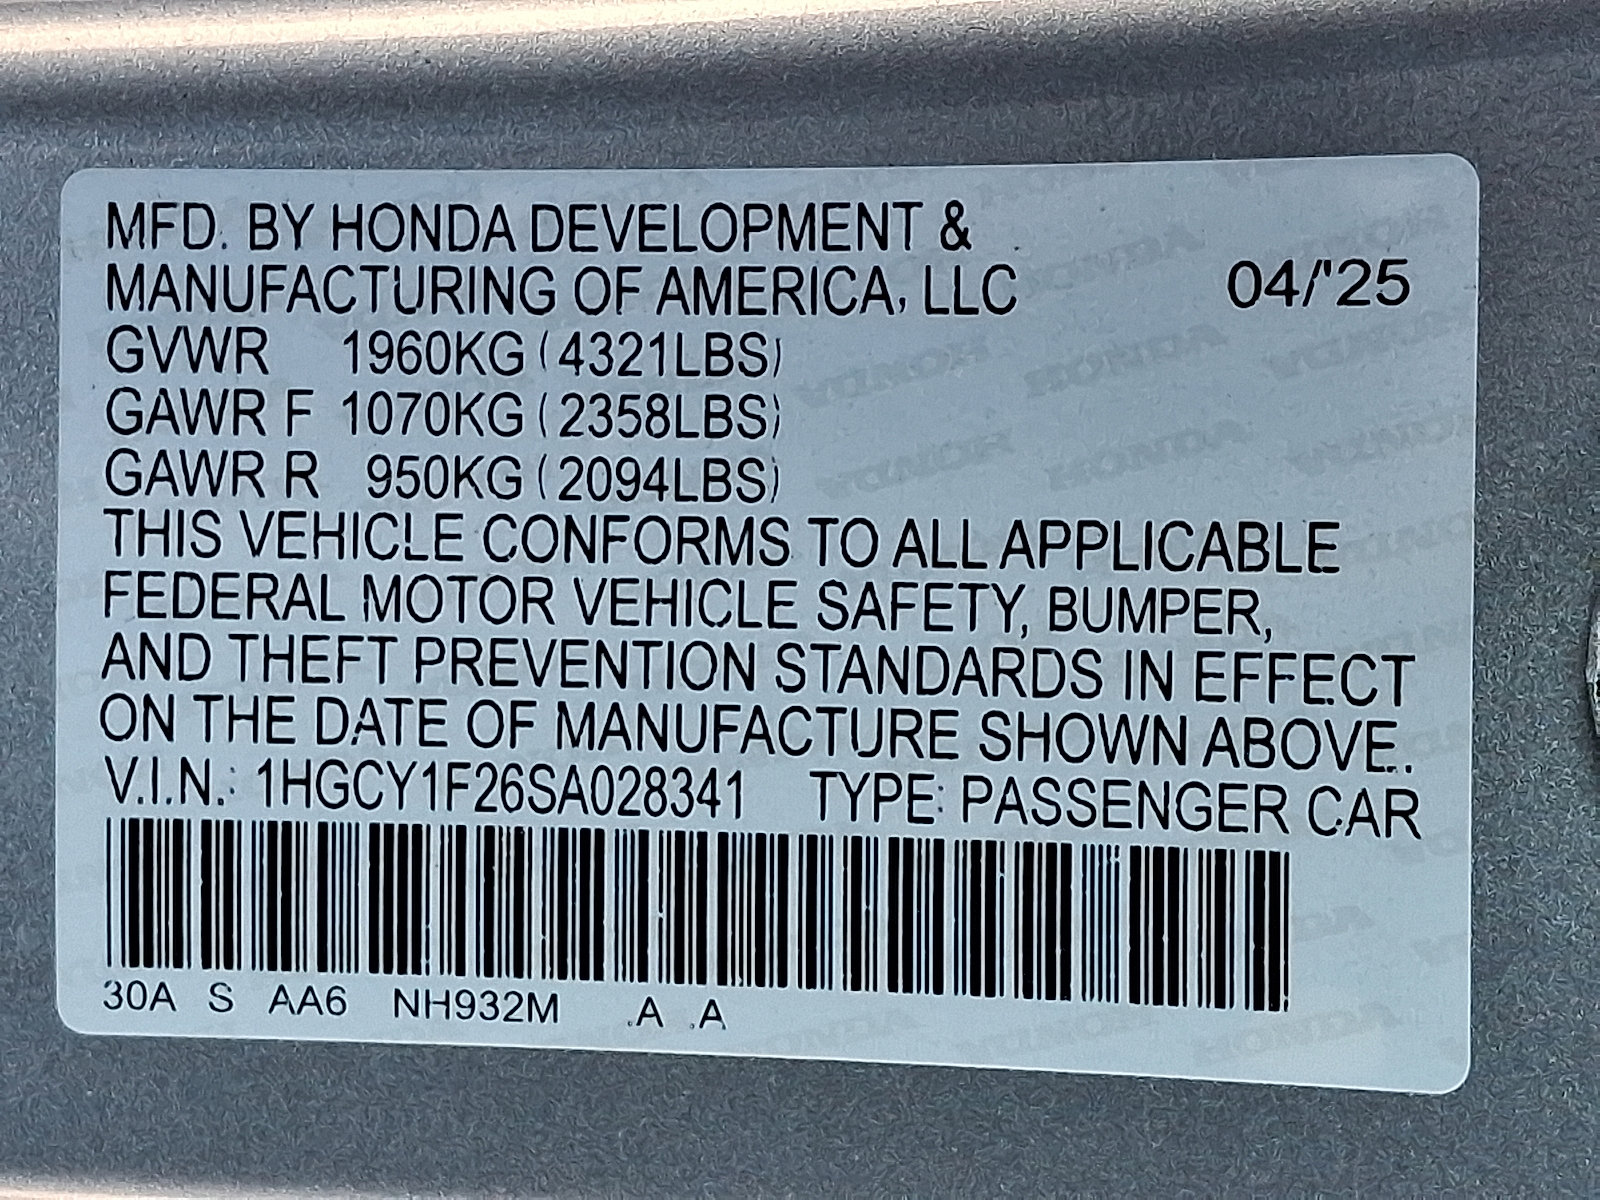 MFD. BY HONDA DEVELOPMENT &
MANUFACTURING OF AMERICA, LLC 04/'25
GVWR 1960KG (4321LBS)
GAWR F 1070KG (2358LBS)
GAWR R 950KG (2094LBS)
THIS VEHICLE CONFORMS TO ALL APPLICABLE
FEDERAL MOTOR VEHICLE SAFETY, BUMPER,
AND THEFT PREVENTION STANDARDS IN EFFECT
ON THE DATE OF MANUFACTURE SHOWN ABOVE.
V.I.N.: 1HGCY1F26SA028341 TYPE: PASSENGER CAR
30A S AA6 NH932M A A